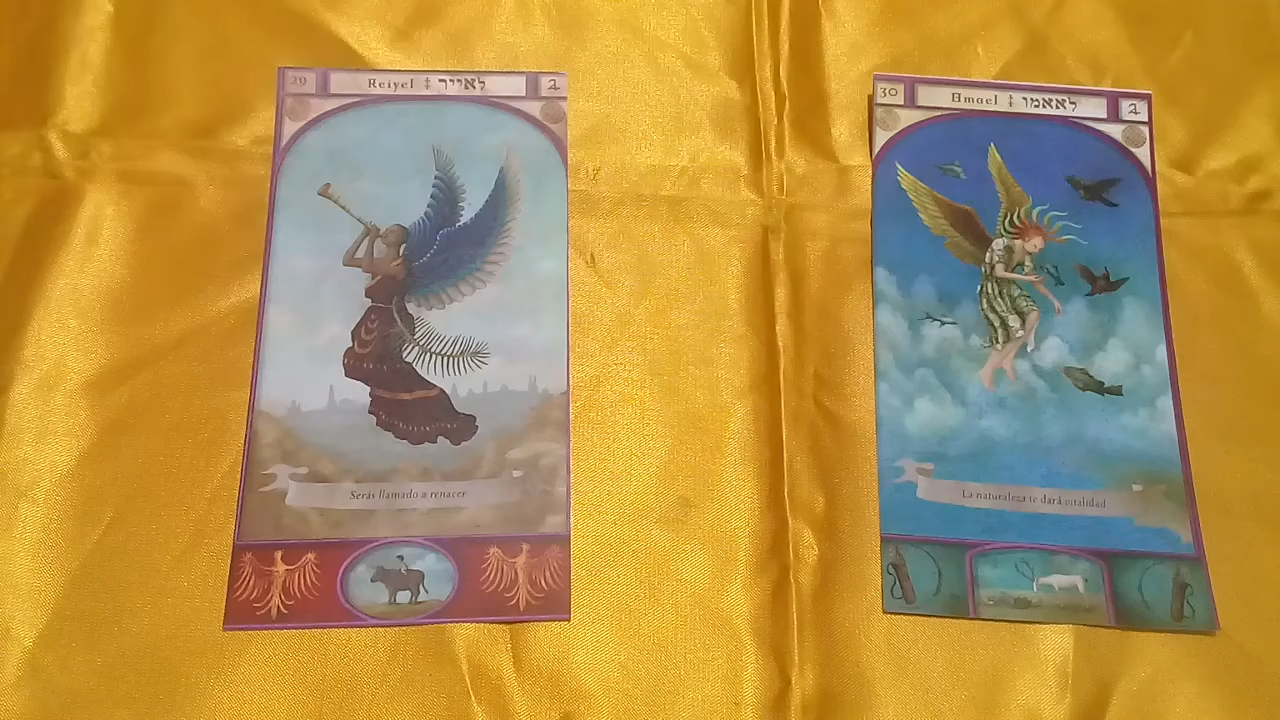 29 Reiyel ‡ לאייר 2
Serás llamado a renacer
30 Omael ‡ לאאמו 2
La naturaleza te dará vitalidad